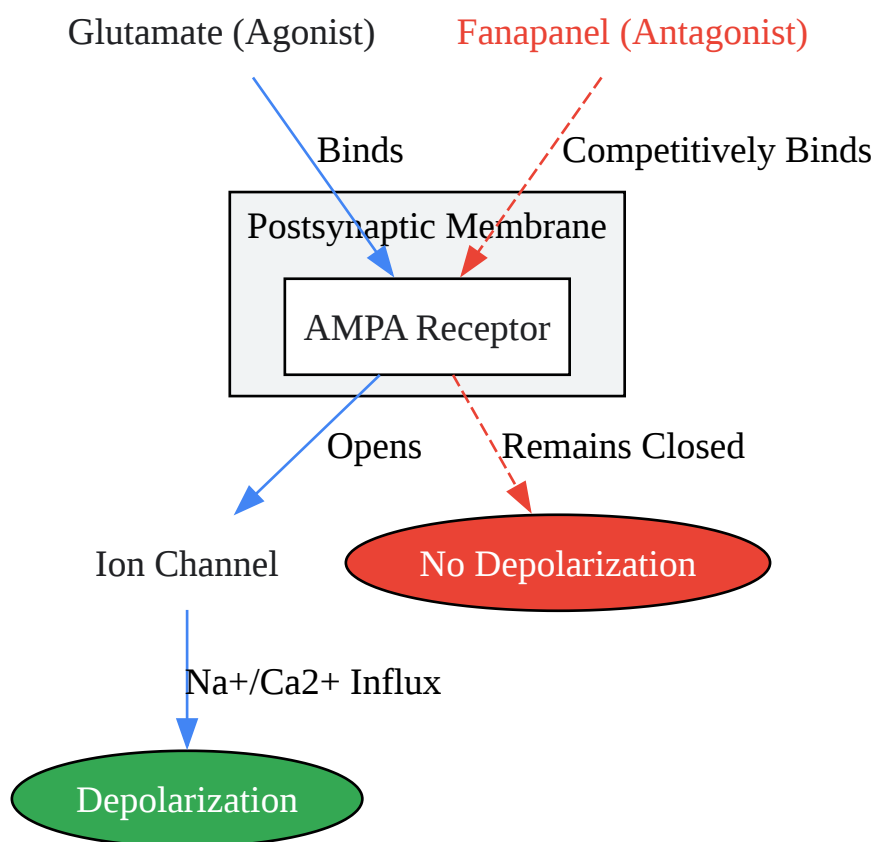 Glutamate (Agonist)
Fanapanel (Antagonist)
Binds
Competitively Binds
Postsynaptic Membrane
AMPA Receptor
Opens
Remains Closed
Ion Channel
No Depolarization
Na+/Ca2+ Influx
Depolarization